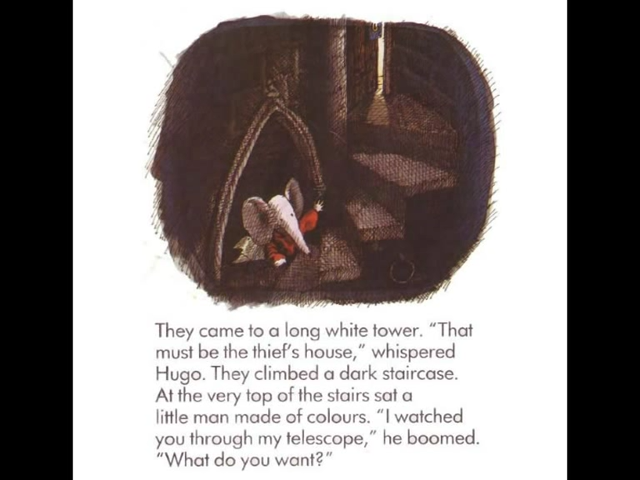 They came to a long white tower. “That
must be the thief’s house,” whispered
Hugo. They climbed a dark staircase.
At the very top of the stairs sat a
little man made of colours. “I watched
you through my telescope,” he boomed.
“What do you want?”